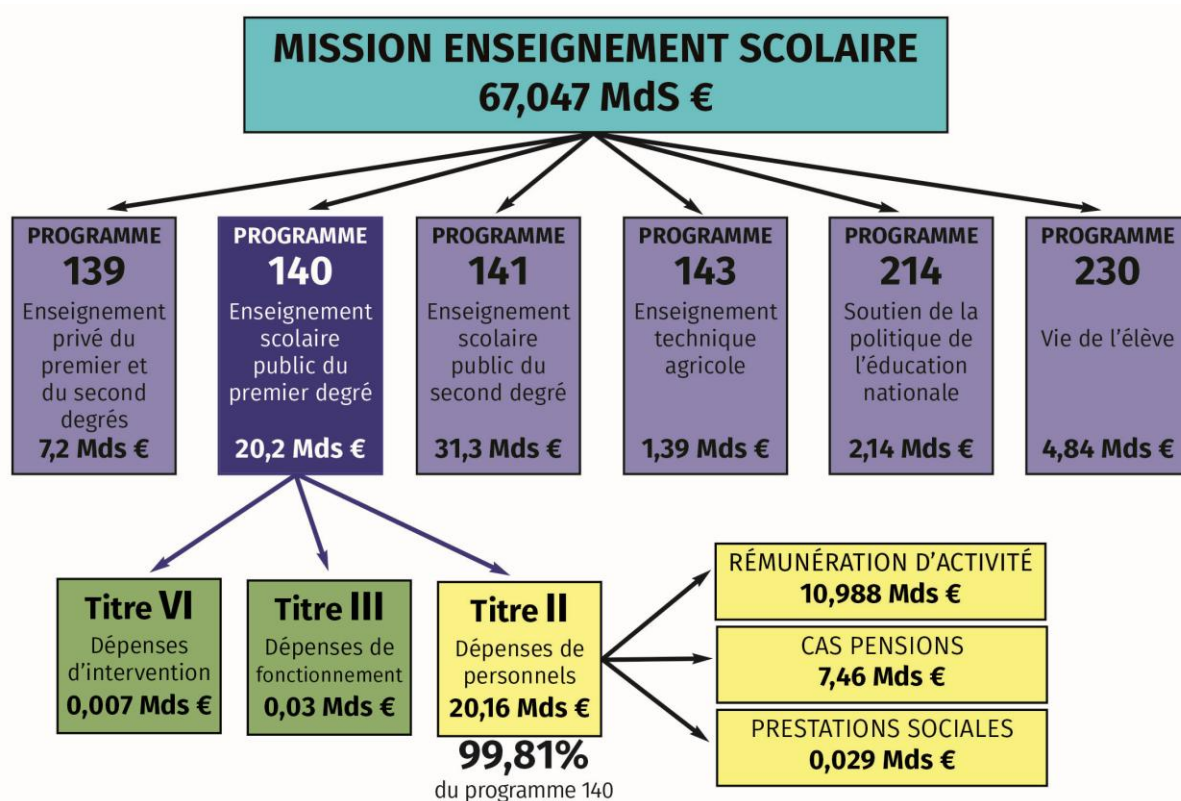 MISSION ENSEIGNEMENT SCOLAIRE
67,047 MdS €
PROGRAMME
139
Enseignement
privé du
premier et
du second
degrés
7,2 Mds €
PROGRAMME
140
Enseignement
scolaire
public du
premier degré
20,2 Mds €
PROGRAMME
141
Enseignement
scolaire
public du
second degré
31,3 Mds €
PROGRAMME
143
Enseignement
technique
agricole
1,39 Mds €
PROGRAMME
214
Soutien de la
politique de
l’éducation
nationale
2,14 Mds €
PROGRAMME
230
Vie de l’élève
4,84 Mds €
Titre VI
Dépenses
d’intervention
0,007 Mds €
Titre III
Dépenses de
fonctionnement
0,03 Mds €
Titre II
Dépenses de
personnels
20,16 Mds €
99,81%
du programme 140
RÉMUNÉRATION D’ACTIVITÉ
10,988 Mds €
CAS PENSIONS
7,46 Mds €
PRESTATIONS SOCIALES
0,029 Mds €